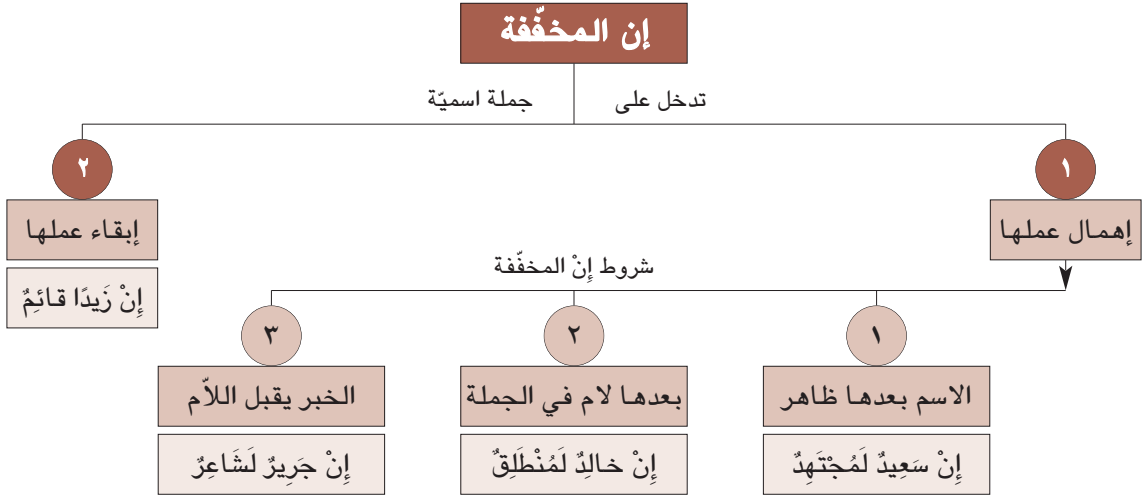 إن المخفّفة
تدخل على جملة اسميّة
١
٢
إهمال عملها
إبقاء عملها
إِنْ زَيدًا قائِمٌ
شروط إِنْ المخفّفة
١
٢
٣
الاسم بعدها ظاهر
بعدها لام في الجملة
الخبر يقبل اللاّم
إِنْ سَعِيدٌ لَمُجْتَهِدٌ
إِنْ خالِدٌ لَمُنْطَلِقٌ
إِنْ جَرِيرٌ لَشَاعِرٌ